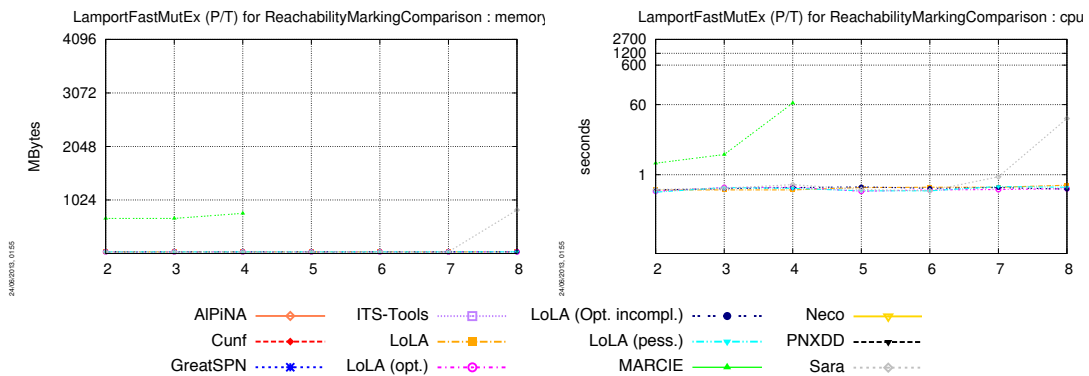 LamportFastMutEx (P/T) for ReachabilityMarkingComparison : memory
4096
3072
2048
1024
MBytes
2 3 4 5 6 7 8
24/06/2013, 01:55
LamportFastMutEx (P/T) for ReachabilityMarkingComparison : cpu
2700
1200
600
60
1
seconds
2 3 4 5 6 7 8
24/06/2013, 01:55
AlPiNA ITS-Tools LoLA (Opt. incompl.) Neco
Cunf LoLA LoLA (pess.) PNXDD
GreatSPN LoLA (opt.) MARCIE Sara